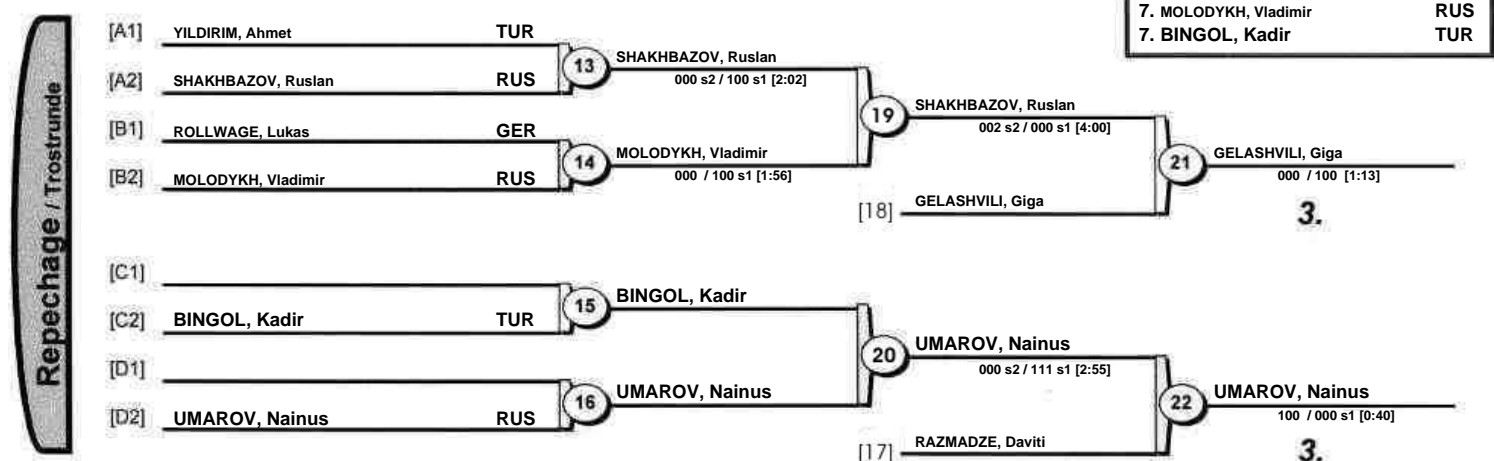 7. MOLODYKH, Vladimir RUS
7. BINGOL, Kadir TUR
Repechage / Trostrunde
[A1] YILDIRIM, Ahmet TUR
[A2] SHAKHBAZOV, Ruslan RUS
13 SHAKHBAZOV, Ruslan
000 s2 / 100 s1 [2:02]
[B1] ROLLWAGE, Lukas GER
[B2] MOLODYKH, Vladimir RUS
14 MOLODYKH, Vladimir
000 / 100 s1 [1:56]
19 SHAKHBAZOV, Ruslan
002 s2 / 000 s1 [4:00]
[18] GELASHVILI, Giga
21 GELASHVILI, Giga
000 / 100 [1:13]
3.
[C1]
[C2] BINGOL, Kadir TUR
15 BINGOL, Kadir
[D1]
[D2] UMAROV, Nainus RUS
16 UMAROV, Nainus
20 UMAROV, Nainus
000 s2 / 111 s1 [2:55]
[17] RAZMADZE, Daviti
22 UMAROV, Nainus
100 / 000 s1 [0:40]
3.